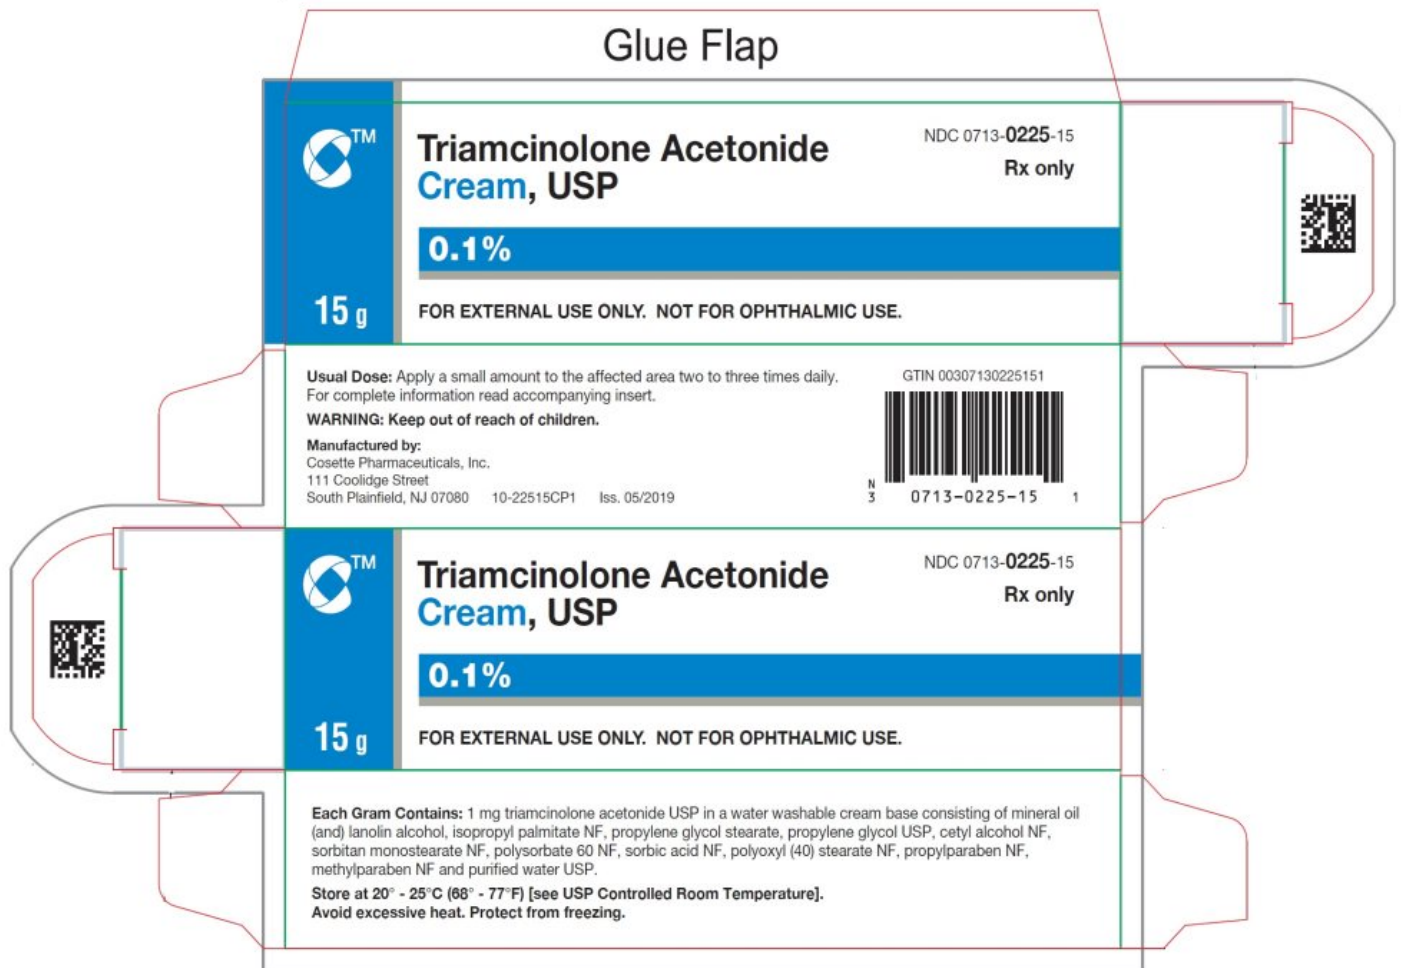 Glue Flap
TM
Triamcinolone Acetonide
Cream, USP
NDC 0713-0225-15
Rx only
0.1%
15 g
FOR EXTERNAL USE ONLY.  NOT FOR OPHTHALMIC USE.
Usual Dose: Apply a small amount to the affected area two to three times daily.
For complete information read accompanying insert.
WARNING: Keep out of reach of children.
Manufactured by:
Cosette Pharmaceuticals, Inc.
111 Coolidge Street
South Plainfield, NJ 07080 10-22515CP1 Iss. 05/2019
GTIN 00307130225151
N
3 0713-0225-15 1
TM
Triamcinolone Acetonide
Cream, USP
NDC 0713-0225-15
Rx only
0.1%
15 g
FOR EXTERNAL USE ONLY.  NOT FOR OPHTHALMIC USE.
Each Gram Contains: 1 mg triamcinolone acetonide USP in a water washable cream base consisting of mineral oil
(and) lanolin alcohol, isopropyl palmitate NF, propylene glycol stearate, propylene glycol USP, cetyl alcohol NF,
sorbitan monostearate NF, polysorbate 60 NF, sorbic acid NF, polyoxyl (40) stearate NF, propylparaben NF,
methylparaben NF and purified water USP.
Store at 20° - 25°C (68° - 77°F) [see USP Controlled Room Temperature].
Avoid excessive heat. Protect from freezing.